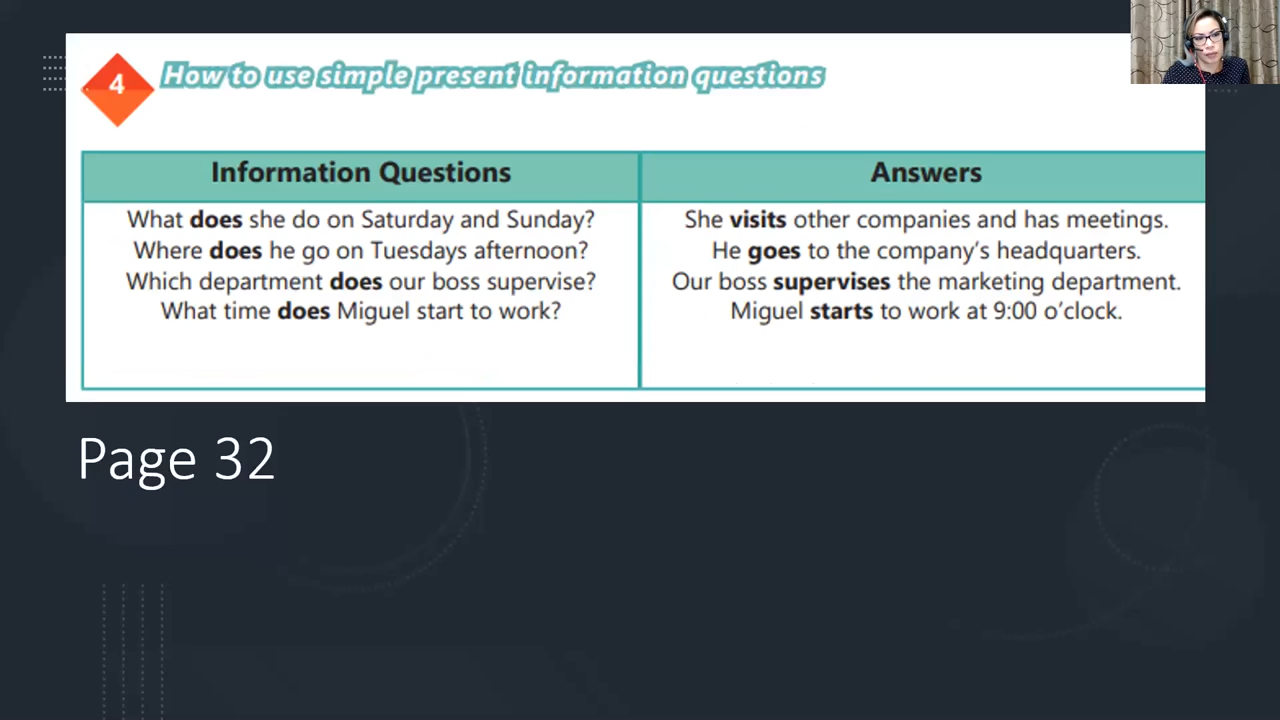 4
How to use simple present information questions
Information Questions
Answers
What does she do on Saturday and Sunday?
She visits other companies and has meetings.
Where does he go on Tuesdays afternoon?
He goes to the company's headquarters.
Which department does our boss supervise?
Our boss supervises the marketing department.
What time does Miguel start to work?
Miguel starts to work at 9:00 o'clock.
Page 32